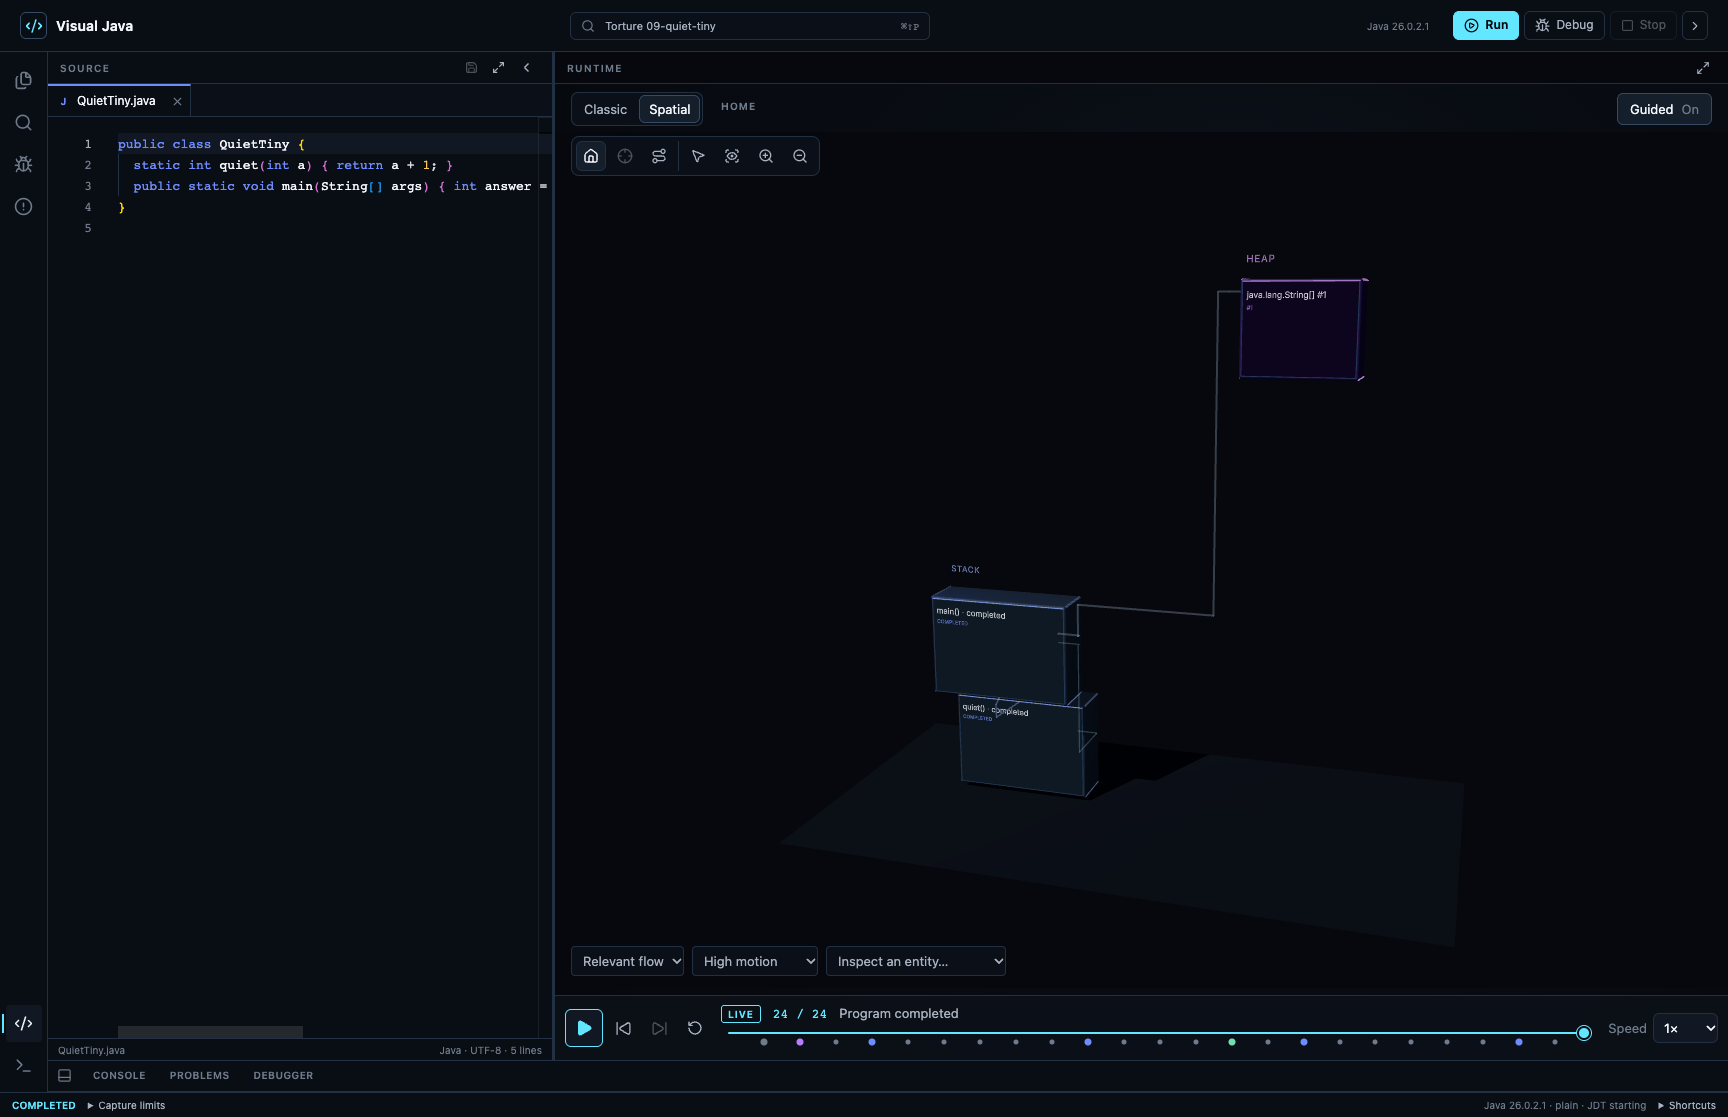 Visual Java
Torture 09-quiet-tiny
⌘⇧P
Java 26.0.2.1
Run
Debug
Stop
SOURCE
RUNTIME
J QuietTiny.java
Classic
Spatial
HOME
Guided On
1 public class QuietTiny {
2 static int quiet(int a) { return a + 1; }
3 public static void main(String[] args) { int answer =
4 }
5
HEAP
java.lang.String[] #1
#1
STACK
main() · completed
COMPLETED
quiet() · completed
COMPLETED
Relevant flow
High motion
Inspect an entity...
LIVE 24 / 24 Program completed
Speed 1×
QuietTiny.java
Java · UTF-8 · 5 lines
CONSOLE PROBLEMS DEBUGGER
COMPLETED
Capture limits
Java 26.0.2.1 · plain · JDT starting
Shortcuts